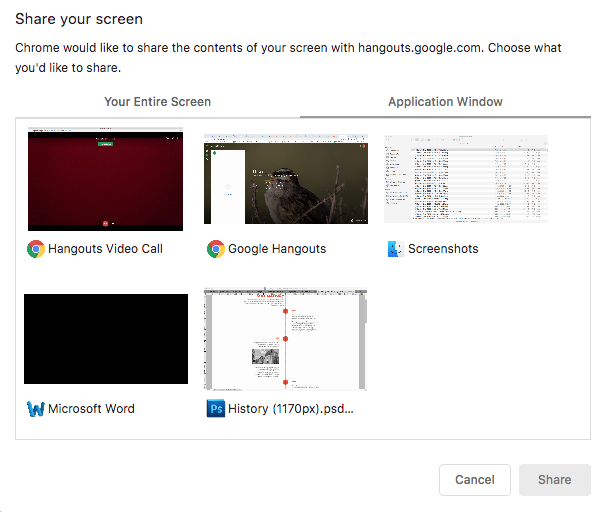 Share your screen
Chrome would like to share the contents of your screen with hangouts.google.com. Choose what
you'd like to share.
Your Entire Screen
Application Window
Hangouts Video Call
Google Hangouts
Screenshots
Microsoft Word
Ps
History (1170px).psd...
Cancel
Share